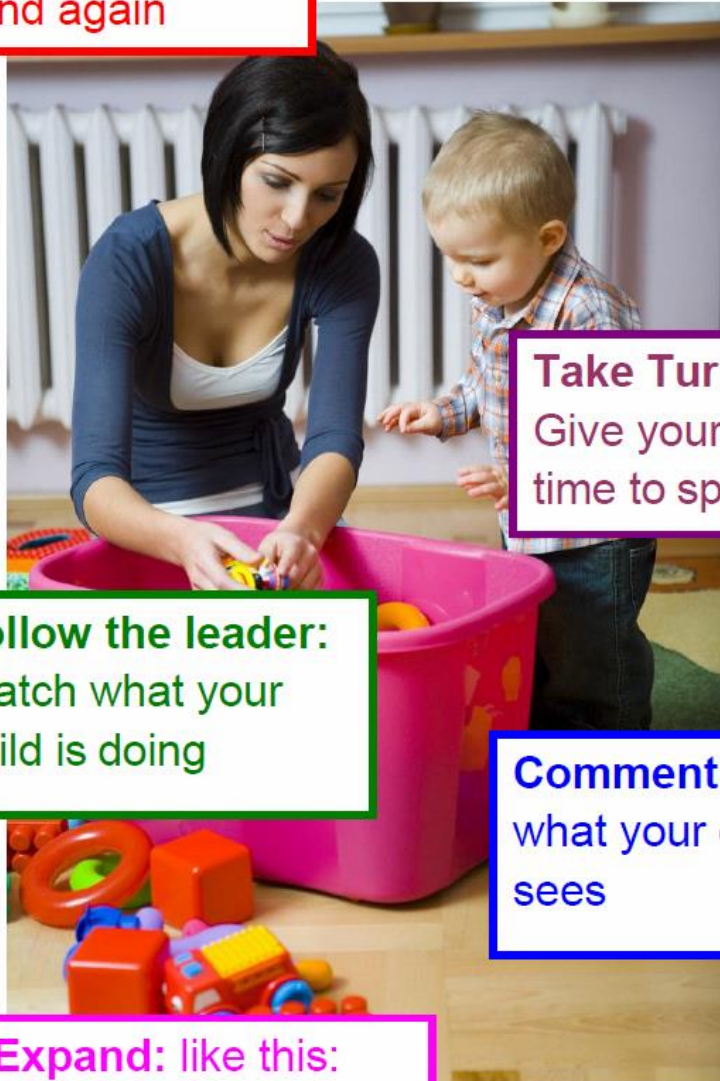 nd again
Take Tur
Give your
time to sp
ollow the leader:
atch what your
ild is doing
Comment
what your
sees
Expand: like this: